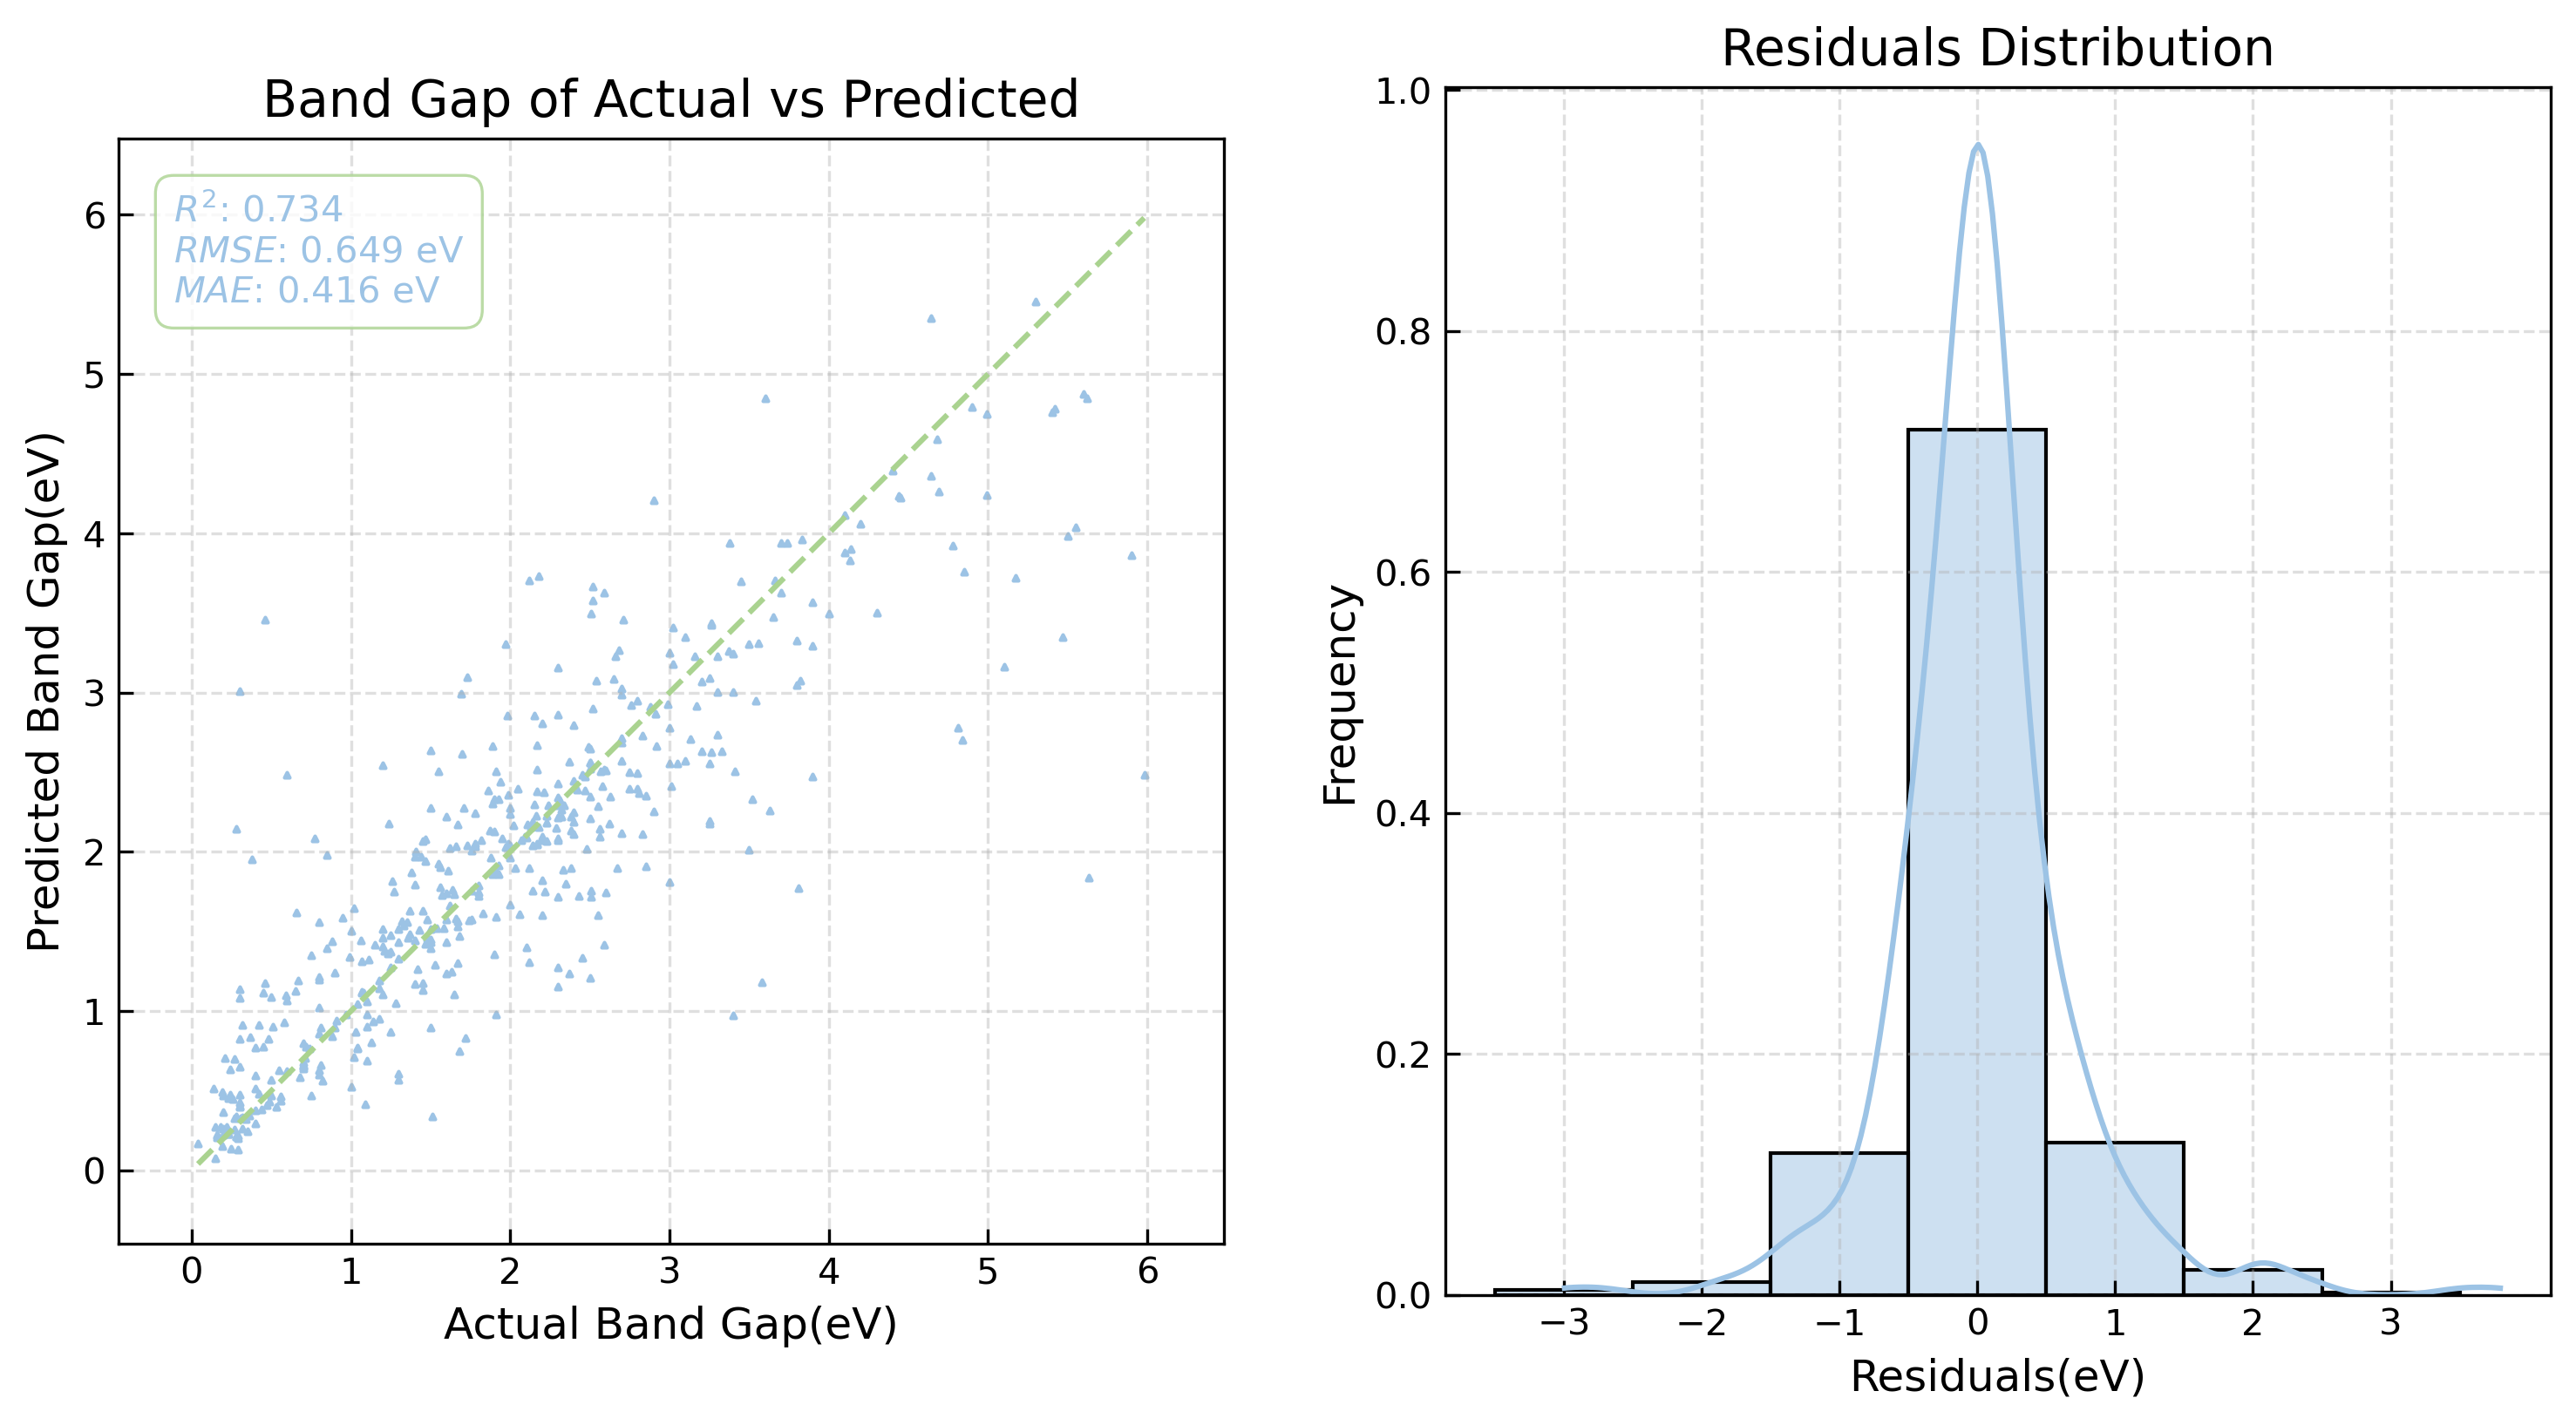 Band Gap of Actual vs Predicted
R²: 0.734
RMSE: 0.649 eV
MAE: 0.416 eV
6
5
4
3
2
1
0
Predicted Band Gap(eV)
0 1 2 3 4 5 6
Actual Band Gap(eV)
Residuals Distribution
1.0
0.8
0.6
0.4
0.2
0.0
Frequency
−3 −2 −1 0 1 2 3
Residuals(eV)